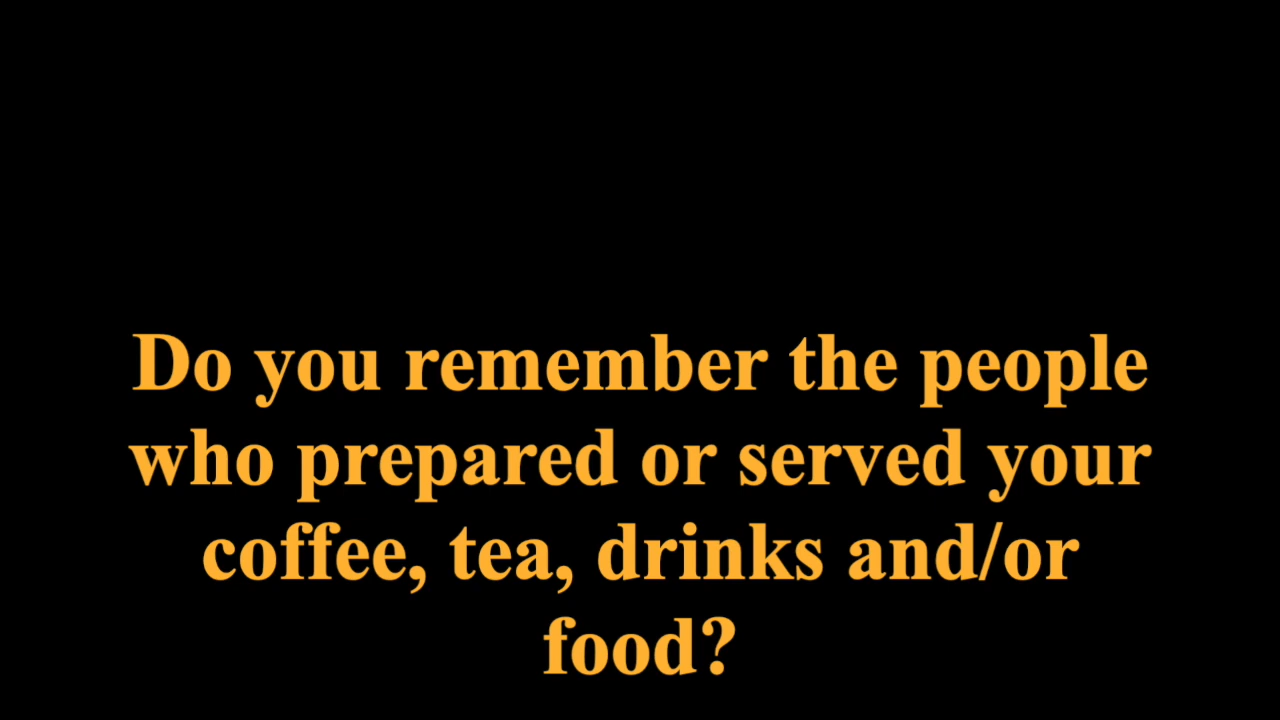 Do you remember the people
who prepared or served your
coffee, tea, drinks and/or
food?